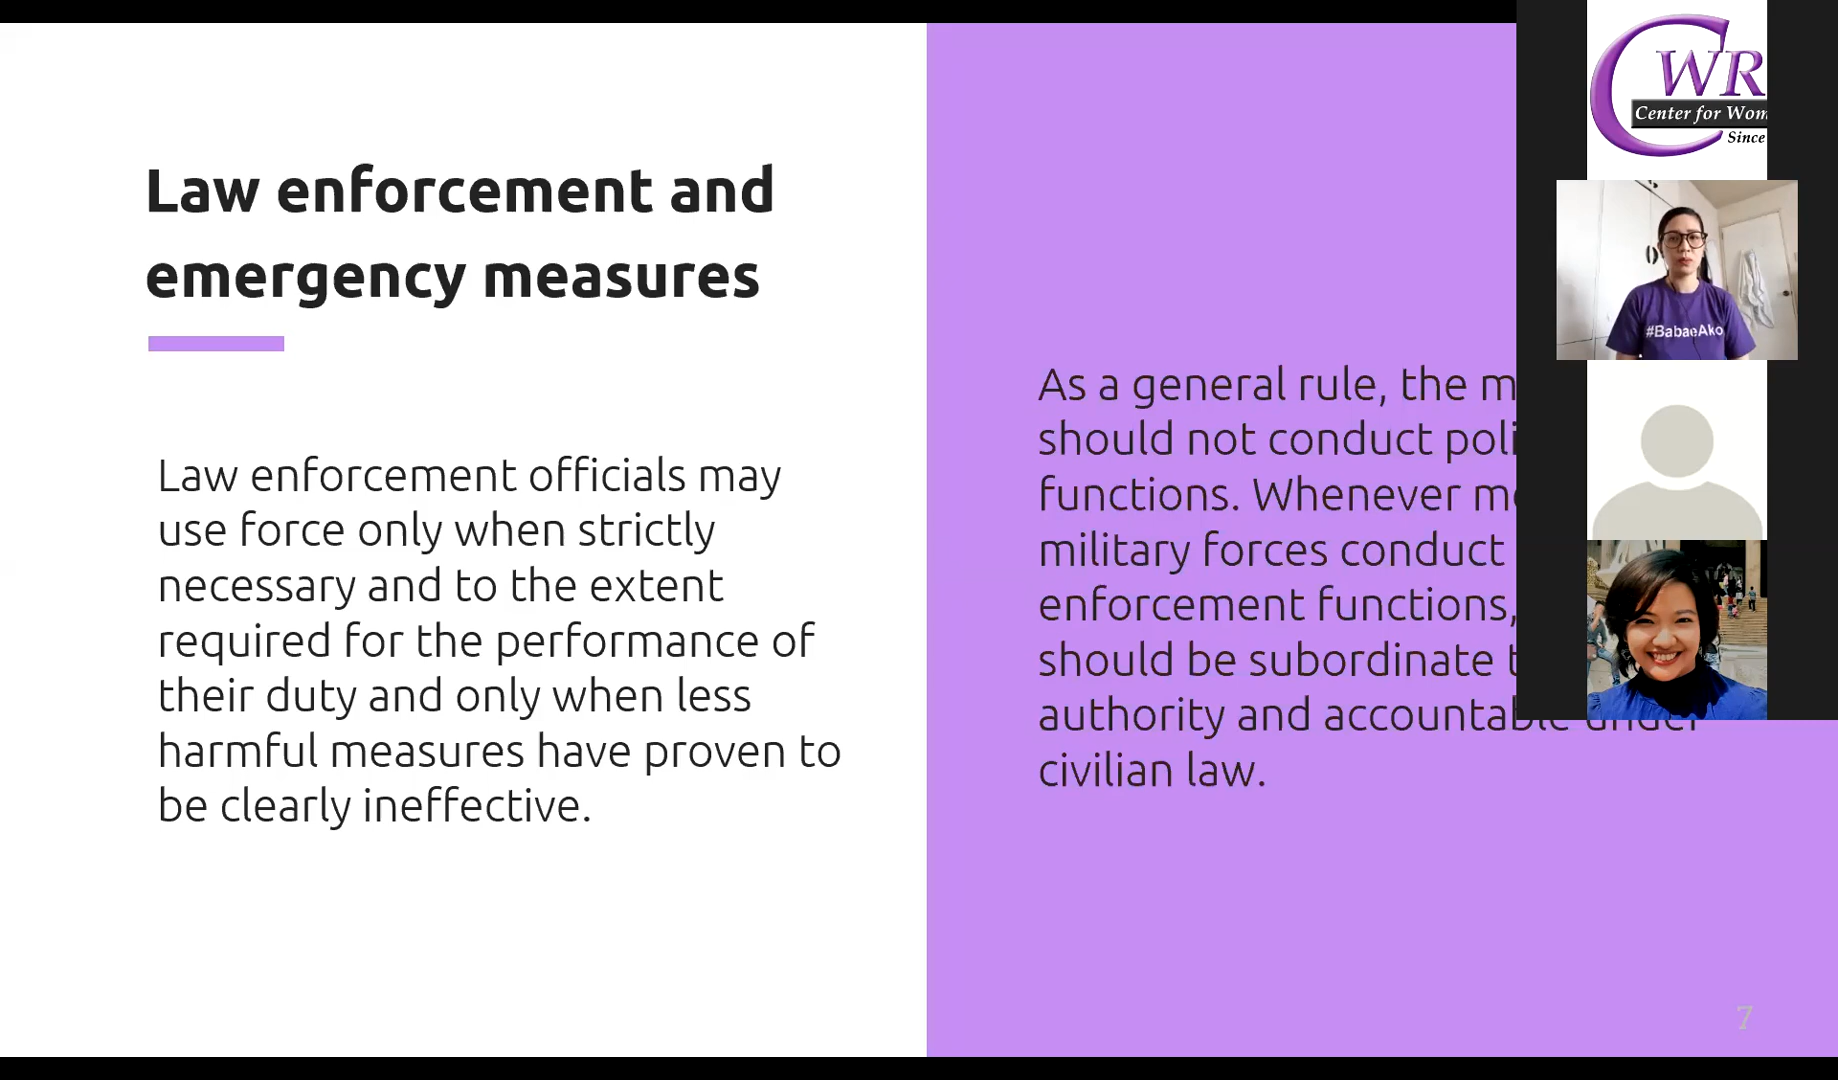 Law enforcement and
emergency measures
Law enforcement officials may
use force only when strictly
necessary and to the extent
required for the performance of
their duty and only when less
harmful measures have proven to
be clearly ineffective.
As a general rule, the
should not conduct
functions. Whenever
military forces conduct
enforcement functions,
should be subordinate
authority and accountable under
civilian law.
7
CWR
Center for
Since
#BabaeAko